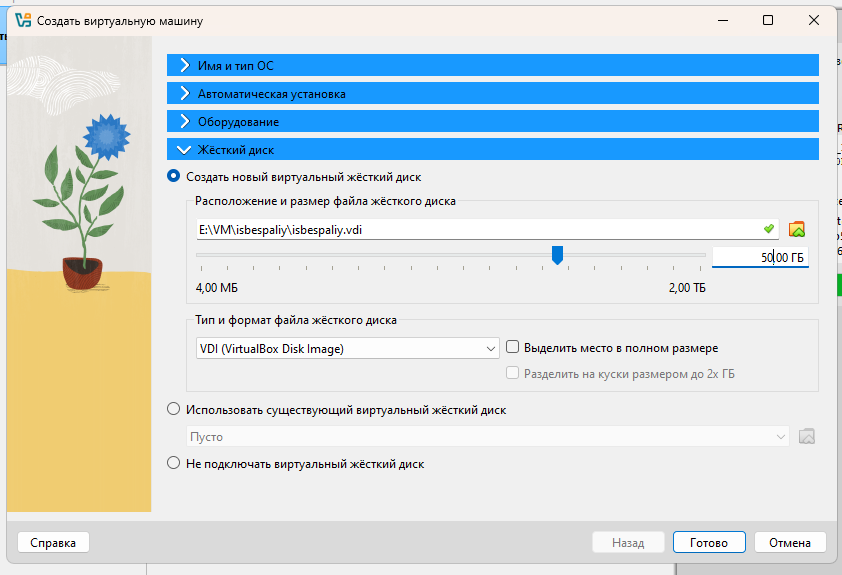 Создать виртуальную машину
Имя и тип ОС
Автоматическая установка
Оборудование
Жёсткий диск
Создать новый виртуальный жёсткий диск
Расположение и размер файла жёсткого диска
E:\VM\isbespaliy\isbespaliy.vdi
50,00 ГБ
4,00 МБ
2,00 ТБ
Тип и формат файла жёсткого диска
VDI (VirtualBox Disk Image)
Выделить место в полном размере
Разделить на куски размером до 2х ГБ
Использовать существующий виртуальный жёсткий диск
Пусто
Не подключать виртуальный жёсткий диск
Справка
Назад
Готово
Отмена